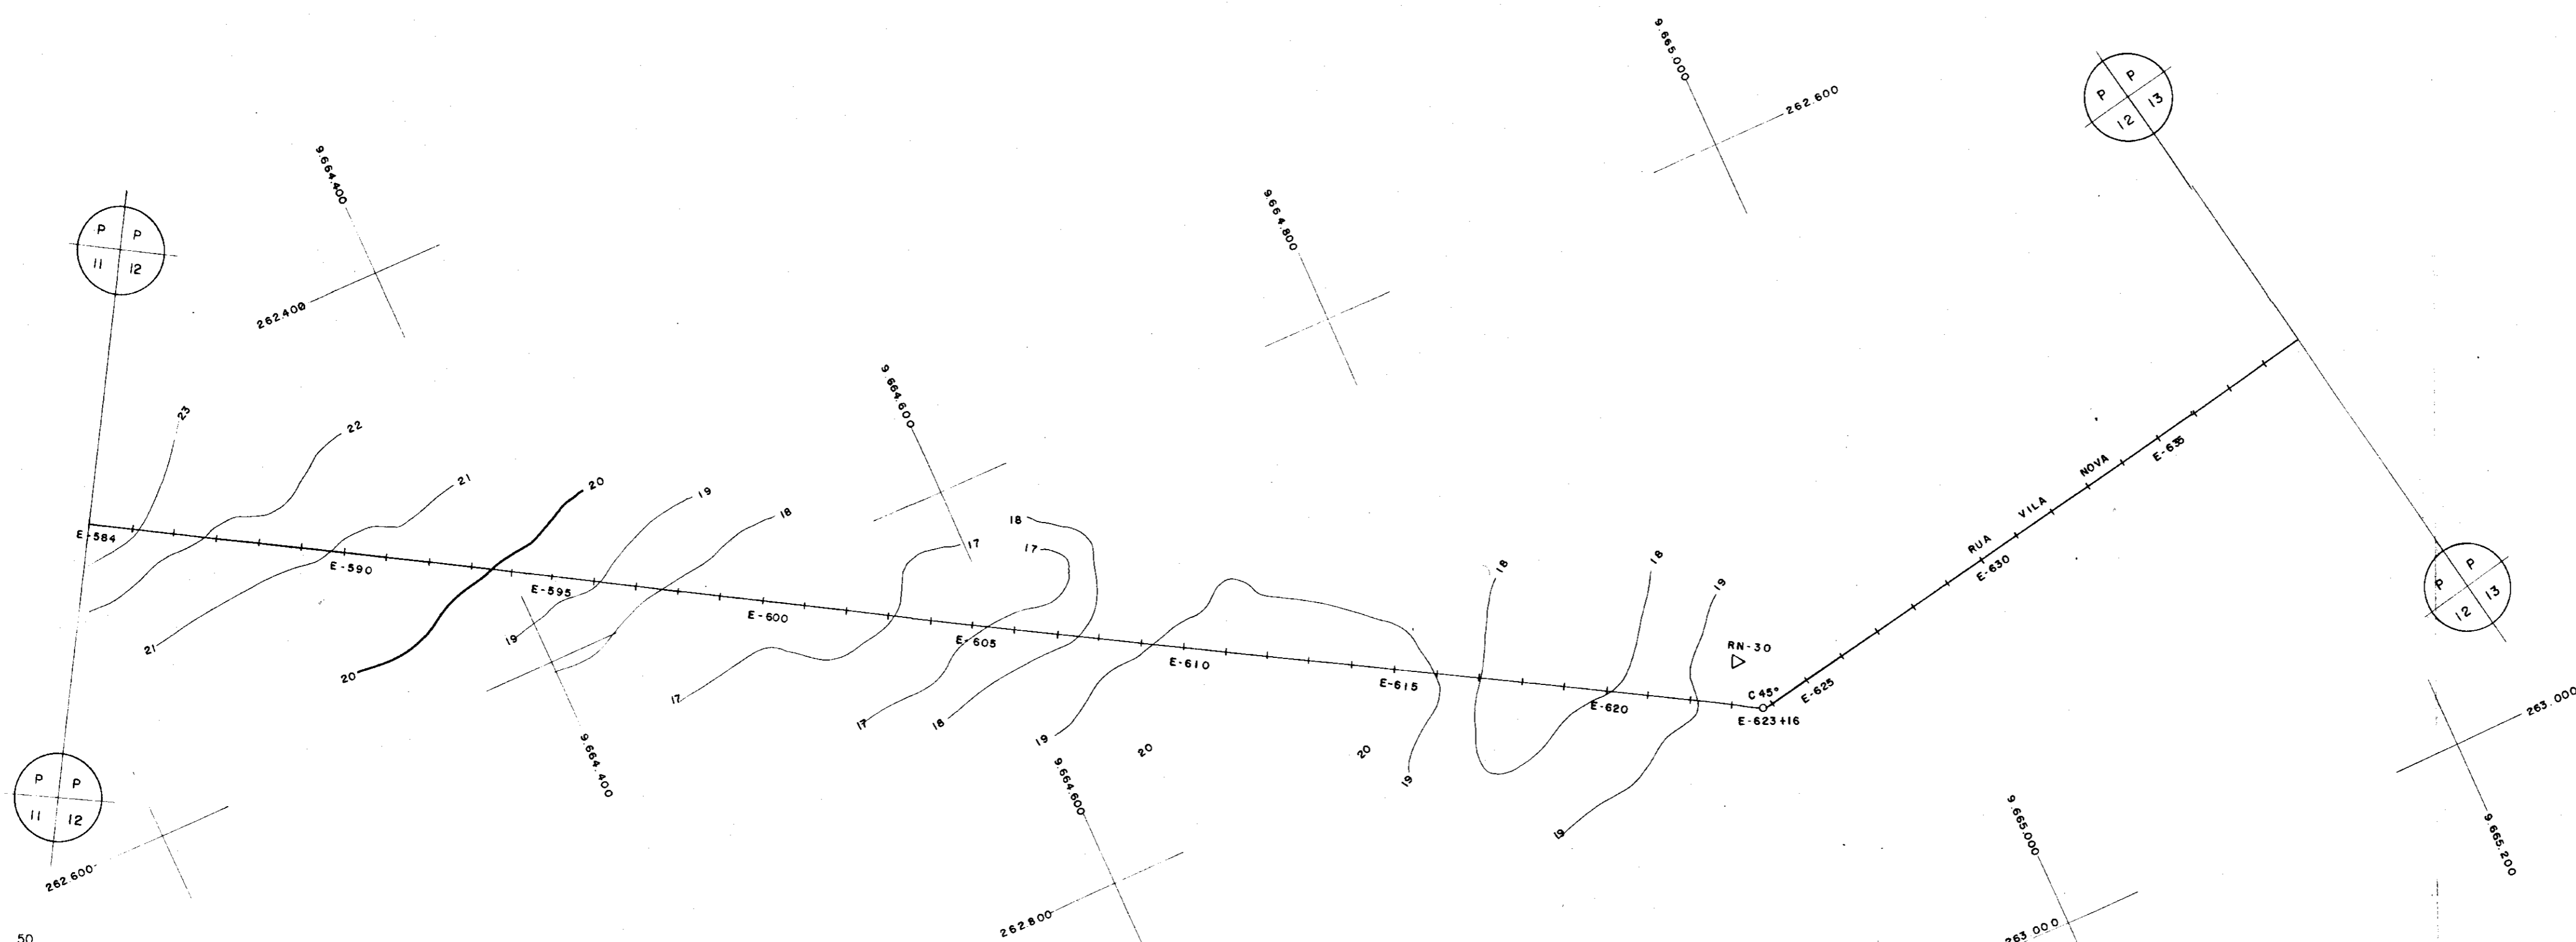 9.665.000
262.600
P P
12 13
9.664.400
9.664.800
P P
11 12
262.400
9.664.600
23
22
21
20
19
18
17
18
17
18
18
19
NOVA
VILA
RUA
E-635
E-630
E-625
E-584
E-590
E-595
E-600
E-605
E-610
E-615
E-620
RN-30
C 45°
E-623+16
P P
12 13
21
20
19
17
17
18
19
20
20
19
19
263.000
9.664.400
9.664.600
9.665.000
9.665.200
P P
11 12
262.600
262.800
263.000
50